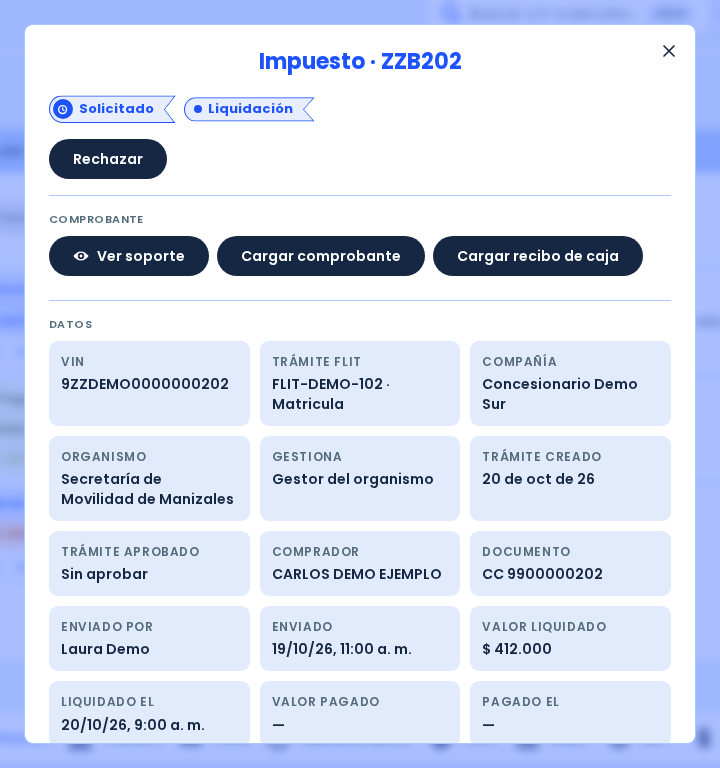 Impuesto · ZZB202
Solicitado
Liquidación
Rechazar
COMPROBANTE
Ver soporte
Cargar comprobante
Cargar recibo de caja
DATOS
VIN
9ZZDEMO0000000202
TRÁMITE FLIT
FLIT-DEMO-102 ·
Matricula
COMPAÑÍA
Concesionario Demo
Sur
ORGANISMO
Secretaría de
Movilidad de Manizales
GESTIONA
Gestor del organismo
TRÁMITE CREADO
20 de oct de 26
TRÁMITE APROBADO
Sin aprobar
COMPRADOR
CARLOS DEMO EJEMPLO
DOCUMENTO
CC 9900000202
ENVIADO POR
Laura Demo
ENVIADO
19/10/26, 11:00 a. m.
VALOR LIQUIDADO
$ 412.000
LIQUIDADO EL
20/10/26, 9:00 a. m.
VALOR PAGADO
—
PAGADO EL
—